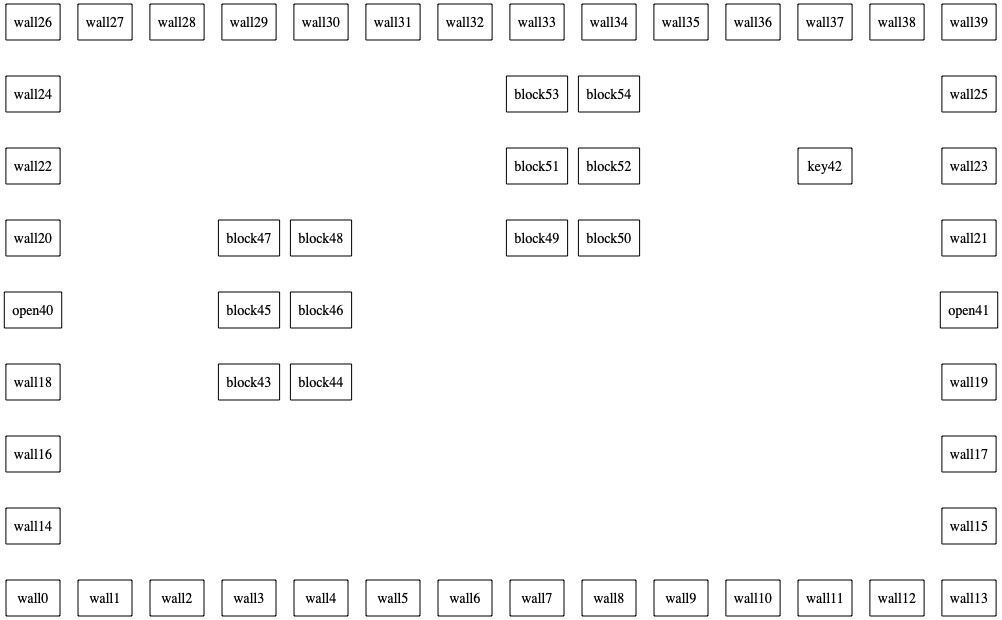 wall26 wall27 wall28 wall29 wall30 wall31 wall32 wall33 wall34 wall35 wall36 wall37 wall38 wall39
wall24 block53 block54 wall25
wall22 block51 block52 key42 wall23
wall20 block47 block48 block49 block50 wall21
open40 block45 block46 open41
wall18 block43 block44 wall19
wall16 wall17
wall14 wall15
wall0 wall1 wall2 wall3 wall4 wall5 wall6 wall7 wall8 wall9 wall10 wall11 wall12 wall13